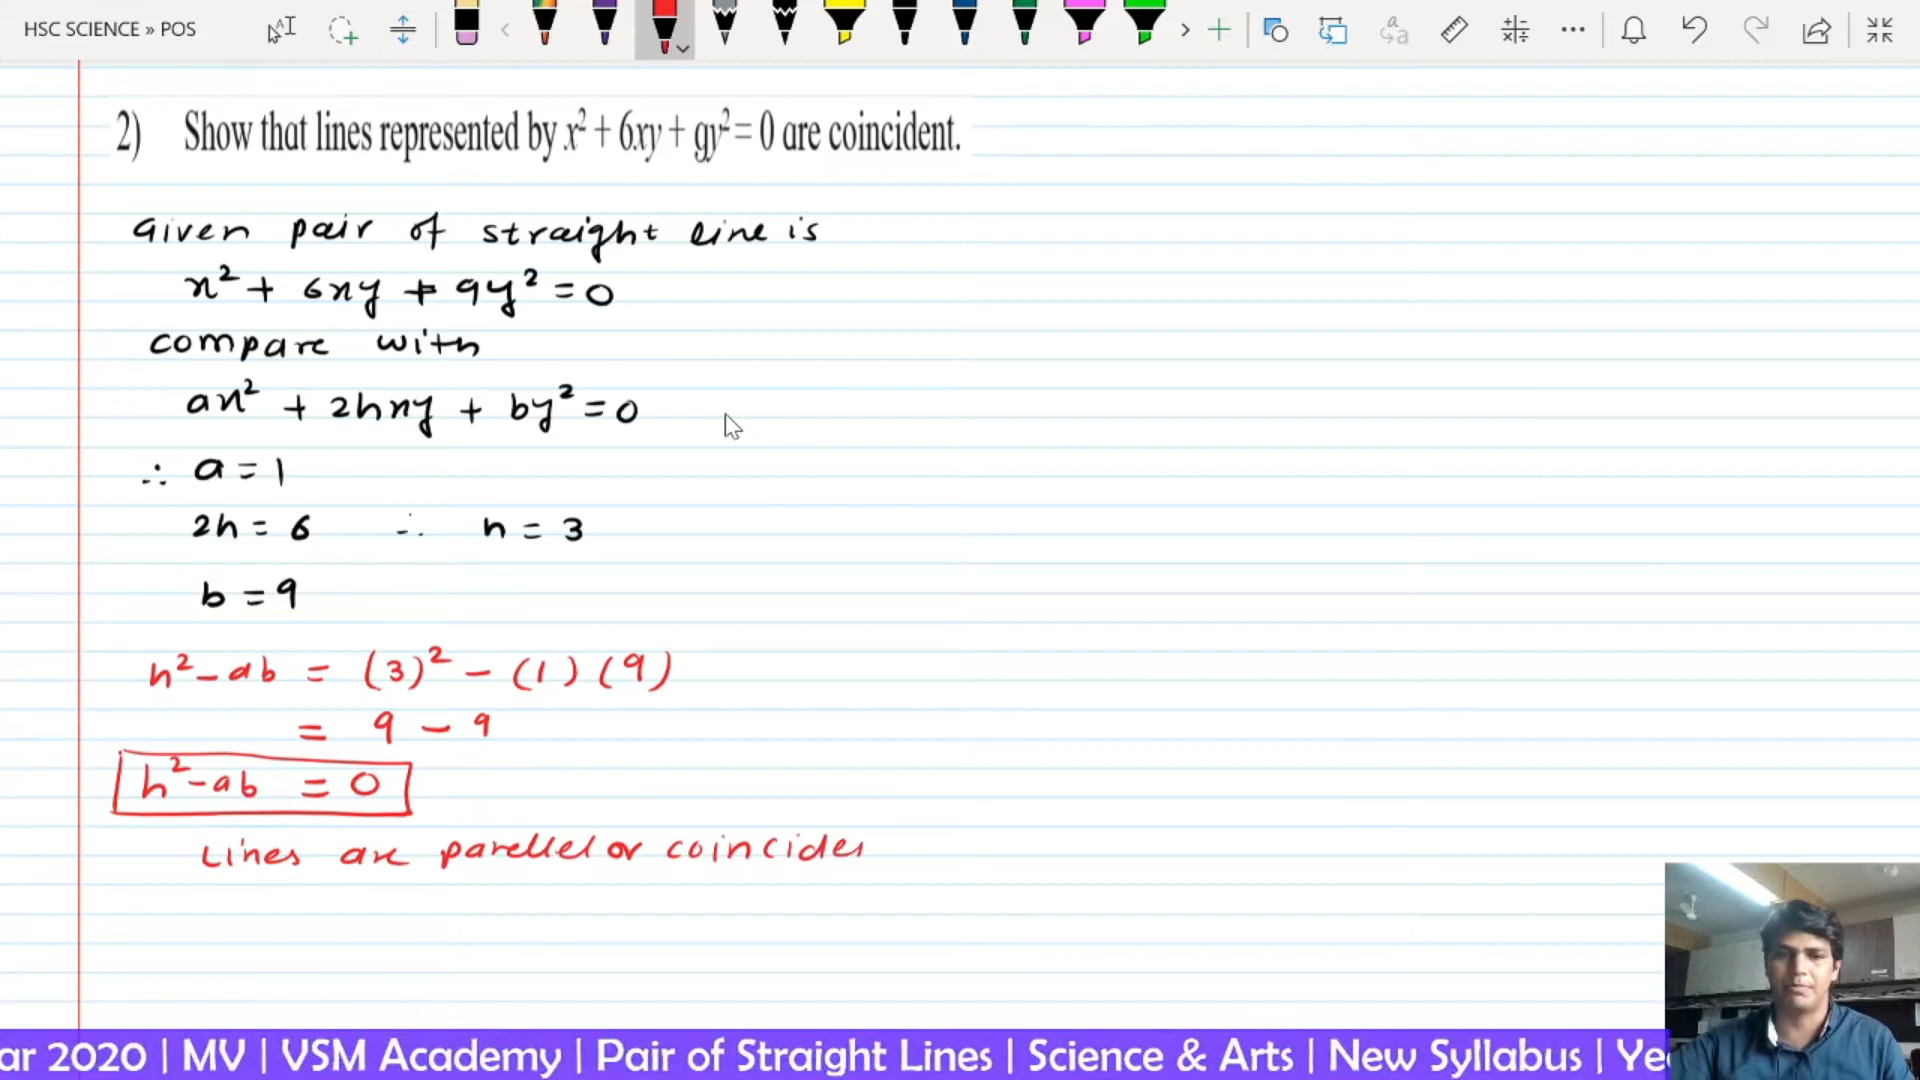 HSC SCIENCE » POS
2) Show that lines represented by x² + 6xy + gy² = 0 are coincident.
Given pair of straight line is
x² + 6xy + 9y² = 0
compare with
ax² + 2hxy + by² = 0
∴ a = 1
2h = 6 ∴ h = 3
b = 9
h² - ab = (3)² - (1) (9)
= 9 - 9
h² - ab = 0
Lines are parellel or coincides
ar 2020 | MV | VSM Academy | Pair of Straight Lines | Science & Arts | New Syllabus | Ye